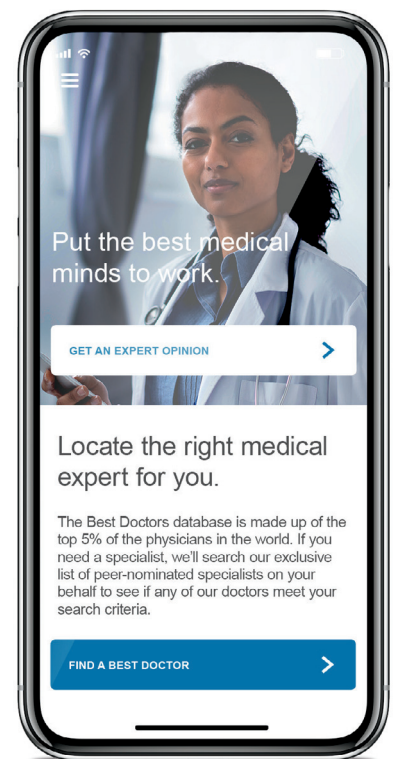 Put the best medical
minds to work.
GET AN EXPERT OPINION
Locate the right medical
expert for you.
The Best Doctors database is made up of the
top 5% of the physicians in the world. If you
need a specialist, we'll search our exclusive
list of peer-nominated specialists on your
behalf to see if any of our doctors meet your
search criteria.
FIND A BEST DOCTOR